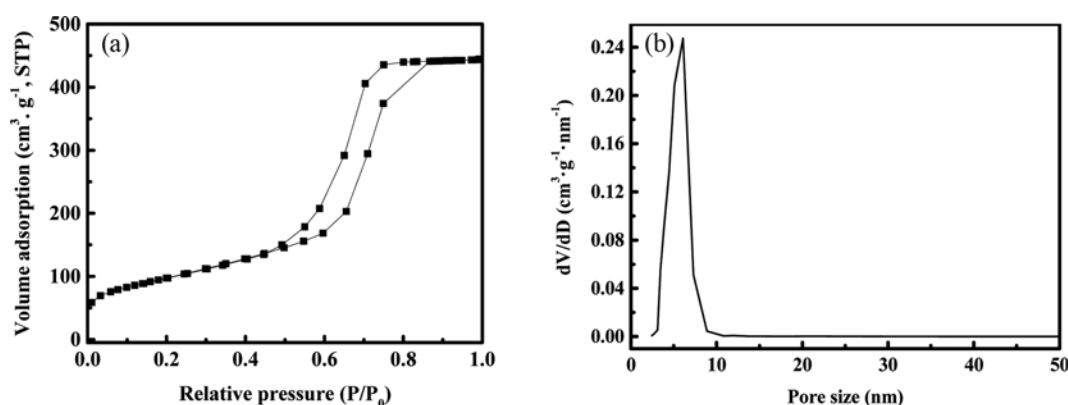 (a)
Volume adsorption (cm³· g⁻¹, STP)
500
400
300
200
100
0
0.0 0.2 0.4 0.6 0.8 1.0
Relative pressure (P/P₀)
(b)
dV/dD (cm³·g⁻¹·nm⁻¹)
0.24
0.20
0.16
0.12
0.08
0.04
0.00
0 10 20 30 40 50
Pore size (nm)